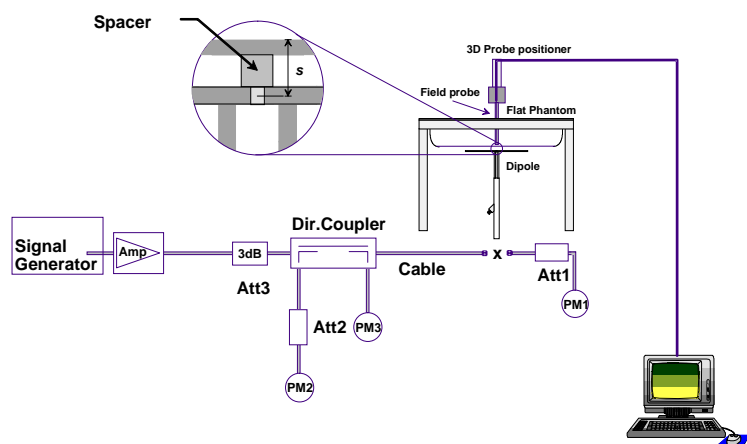 Spacer
s
3D Probe positioner
Field probe
Flat Phantom
Dipole
Dir.Coupler
Signal
Generator
Amp
3dB
Att3
Cable
x
Att1
PM1
Att2
PM3
PM2